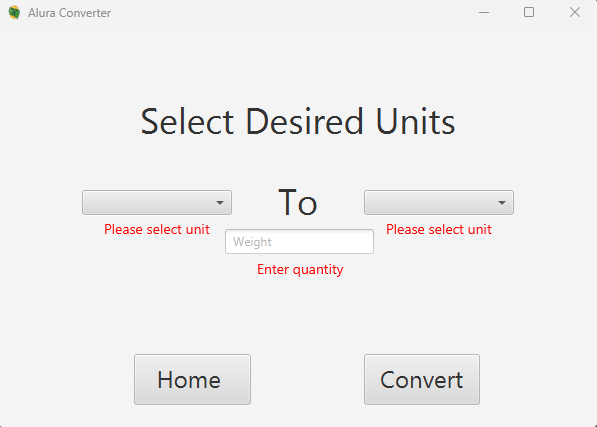 Alura Converter
Select Desired Units
To
Please select unit
Please select unit
Weight
Enter quantity
Home
Convert